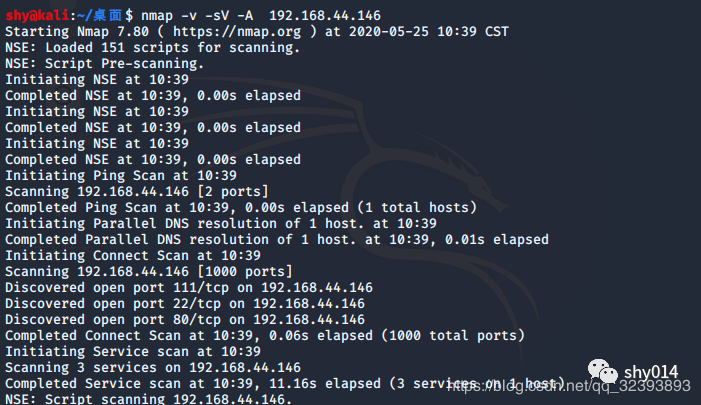 shy@kali:~/桌面$ nmap -v -sV -A  192.168.44.146
Starting Nmap 7.80 ( https://nmap.org ) at 2020-05-25 10:39 CST
NSE: Loaded 151 scripts for scanning.
NSE: Script Pre-scanning.
Initiating NSE at 10:39
Completed NSE at 10:39, 0.00s elapsed
Initiating NSE at 10:39
Completed NSE at 10:39, 0.00s elapsed
Initiating NSE at 10:39
Completed NSE at 10:39, 0.00s elapsed
Initiating Ping Scan at 10:39
Scanning 192.168.44.146 [2 ports]
Completed Ping Scan at 10:39, 0.00s elapsed (1 total hosts)
Initiating Parallel DNS resolution of 1 host. at 10:39
Completed Parallel DNS resolution of 1 host. at 10:39, 0.01s elapsed
Initiating Connect Scan at 10:39
Scanning 192.168.44.146 [1000 ports]
Discovered open port 111/tcp on 192.168.44.146
Discovered open port 22/tcp on 192.168.44.146
Discovered open port 80/tcp on 192.168.44.146
Completed Connect Scan at 10:39, 0.06s elapsed (1000 total ports)
Initiating Service scan at 10:39
Scanning 3 services on 192.168.44.146
Completed Service scan at 10:39, 11.16s elapsed (3 services on 1 host)
NSE: Script scanning 192.168.44.146.
shy014
https://blog.csdn.net/qq_32393893